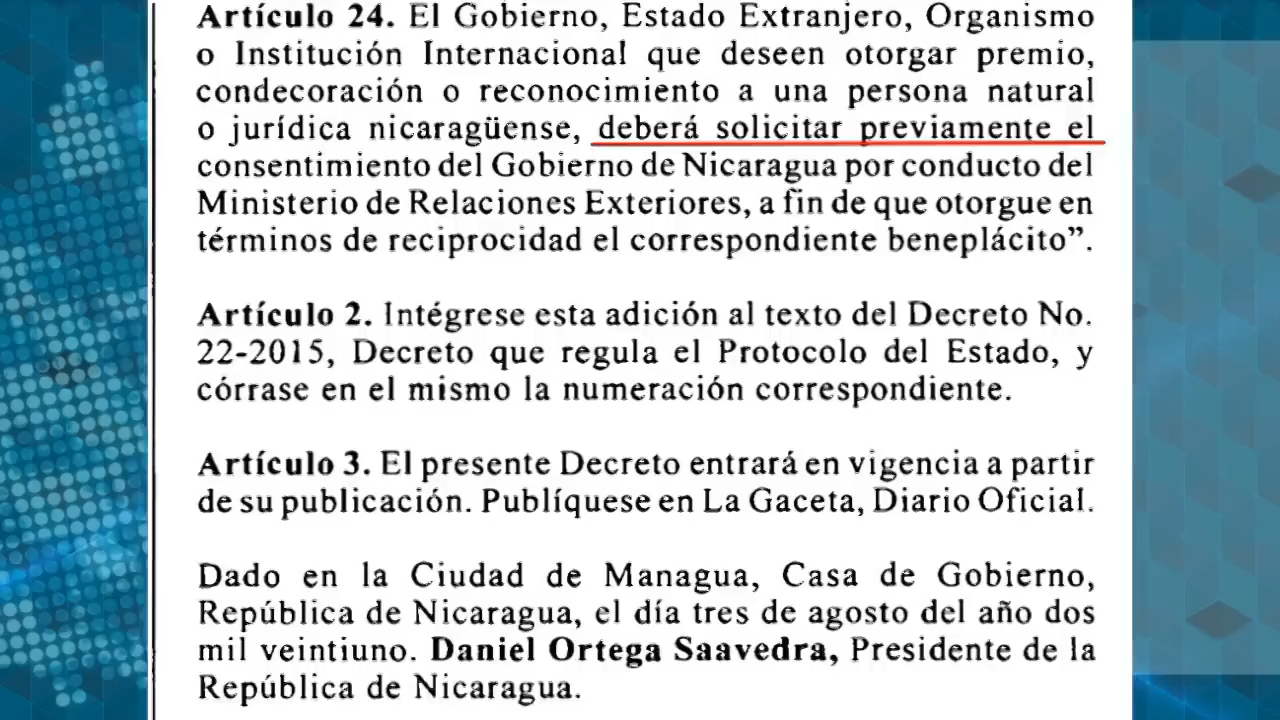 Artículo 24. El Gobierno, Estado Extranjero, Organismo
o Institución Internacional que deseen otorgar premio,
condecoración o reconocimiento a una persona natural
o jurídica nicaragüense, deberá solicitar previamente el
consentimiento del Gobierno de Nicaragua por conducto del
Ministerio de Relaciones Exteriores, a fin de que otorgue en
términos de reciprocidad el correspondiente beneplácito”.
Artículo 2. Intégrese esta adición al texto del Decreto No.
22-2015, Decreto que regula el Protocolo del Estado, y
córrase en el mismo la numeración correspondiente.
Artículo 3. El presente Decreto entrará en vigencia a partir
de su publicación. Publíquese en La Gaceta, Diario Oficial.
Dado en la Ciudad de Managua, Casa de Gobierno,
República de Nicaragua, el día tres de agosto del año dos
mil veintiuno. Daniel Ortega Saavedra, Presidente de la
República de Nicaragua.